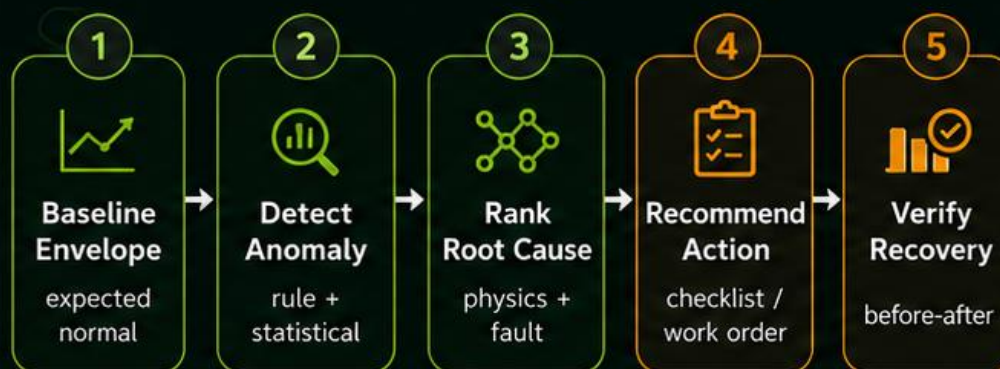 1
Baseline
Envelope
expected
normal
2
Detect
Anomaly
rule +
statistical
3
Rank
Root Cause
physics +
fault
4
Recommend
Action
checklist /
work order
5
Verify
Recovery
before-after